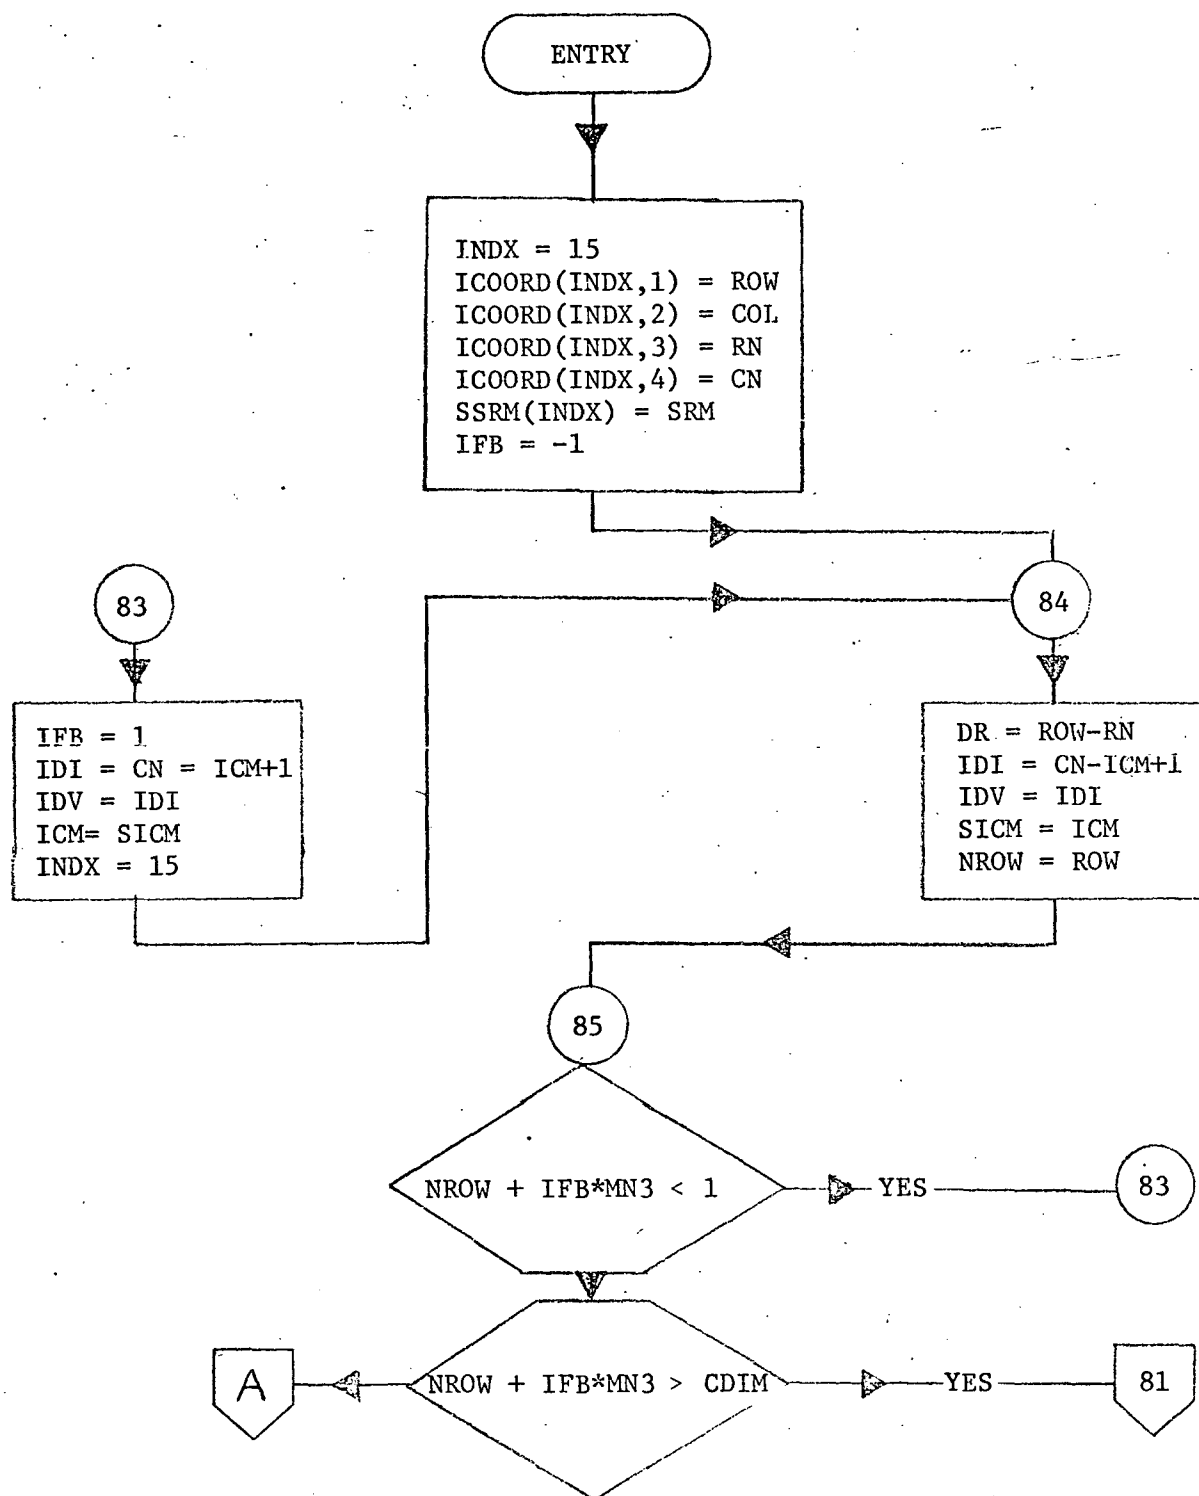 ENTRY
INDX = 15
ICOORD(INDX,1) = ROW
ICOORD(INDX,2) = COL
ICOORD(INDX,3) = RN
ICOORD(INDX,4) = CN
SSRM(INDX) = SRM
IFB = -1
83
84
IFB = 1
IDI = CN = ICM+1
IDV = IDI
ICM= SICM
INDX = 15
DR = ROW-RN
IDI = CN-ICM+1
IDV = IDI
SICM = ICM
NROW = ROW
85
NROW + IFB*MN3 < 1
YES
83
A
NROW + IFB*MN3 > CDIM
YES
81